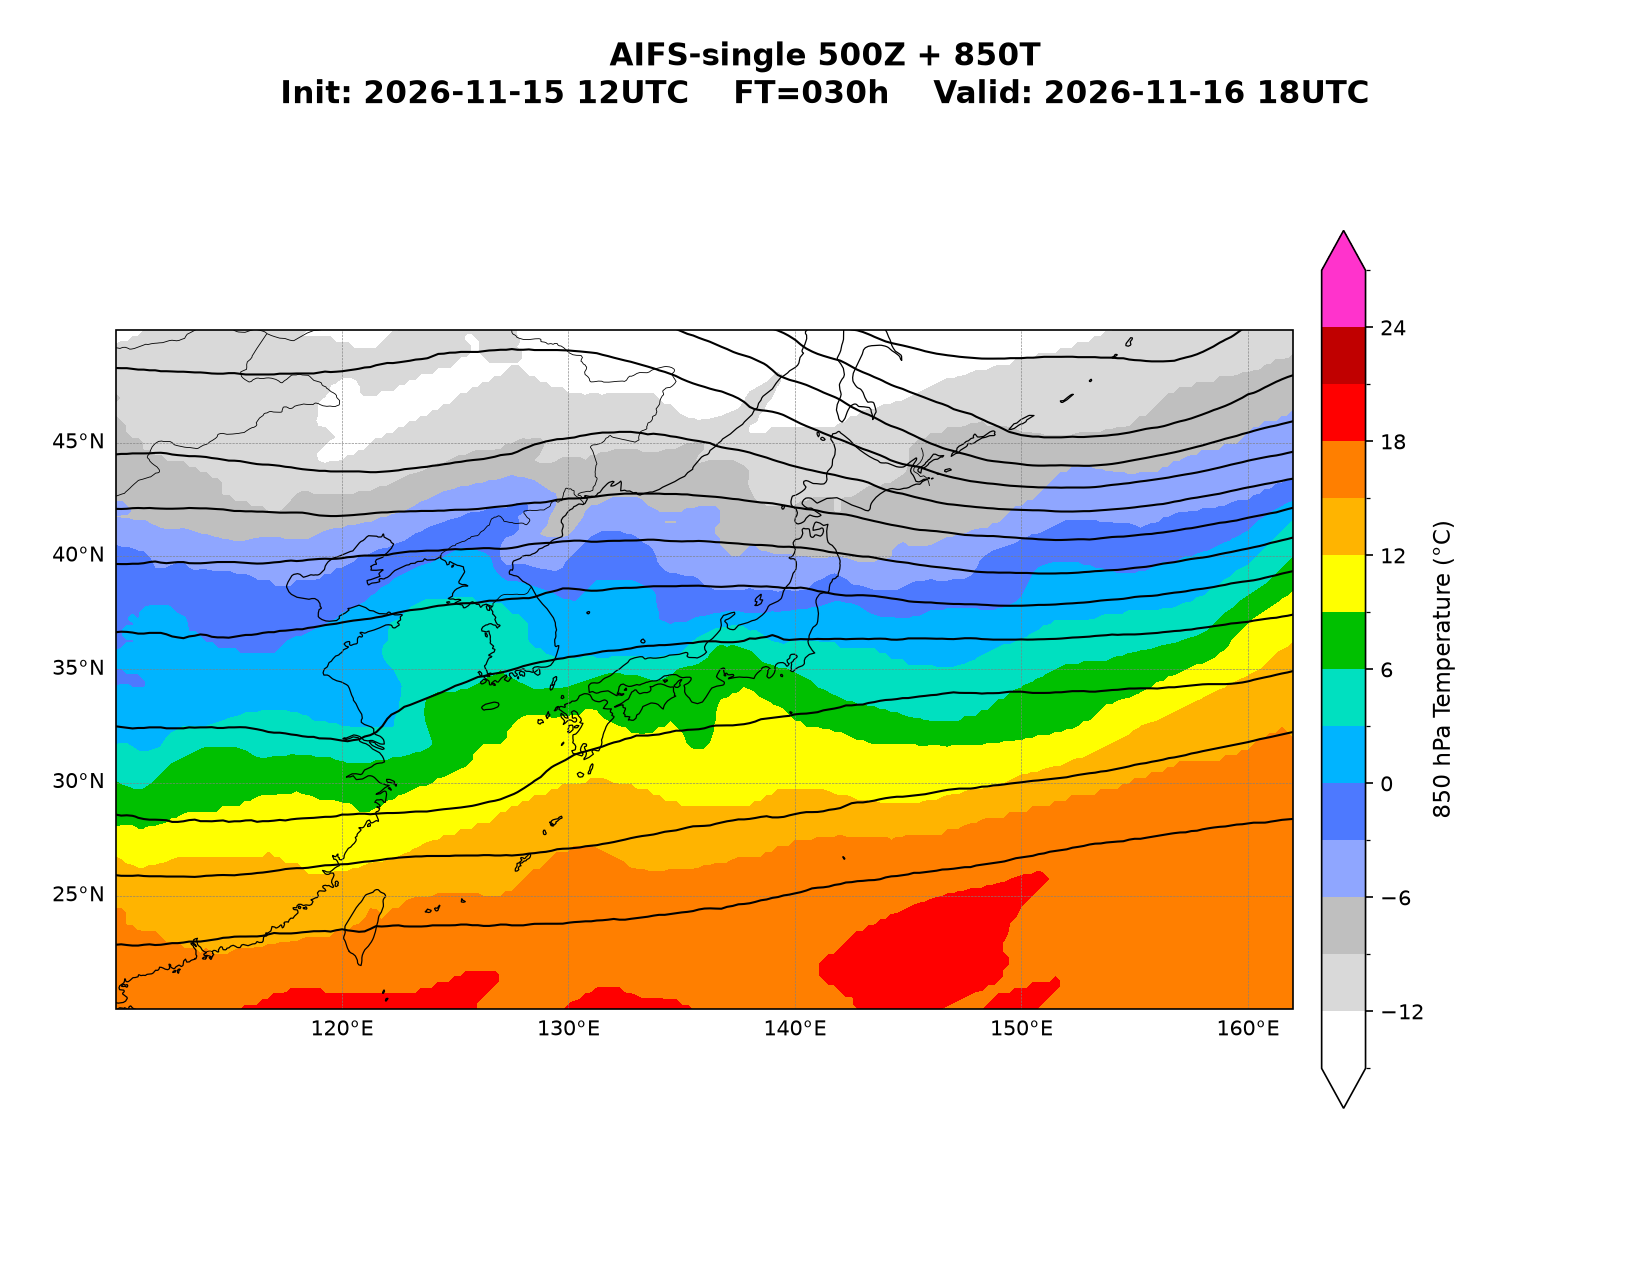 AIFS-single 500Z + 850T
Init: 2026-11-15 12UTC    FT=030h    Valid: 2026-11-16 18UTC
45°N
40°N
35°N
30°N
25°N
120°E
130°E
140°E
150°E
160°E
24
18
12
6
0
−6
−12
850 hPa Temperature (°C)